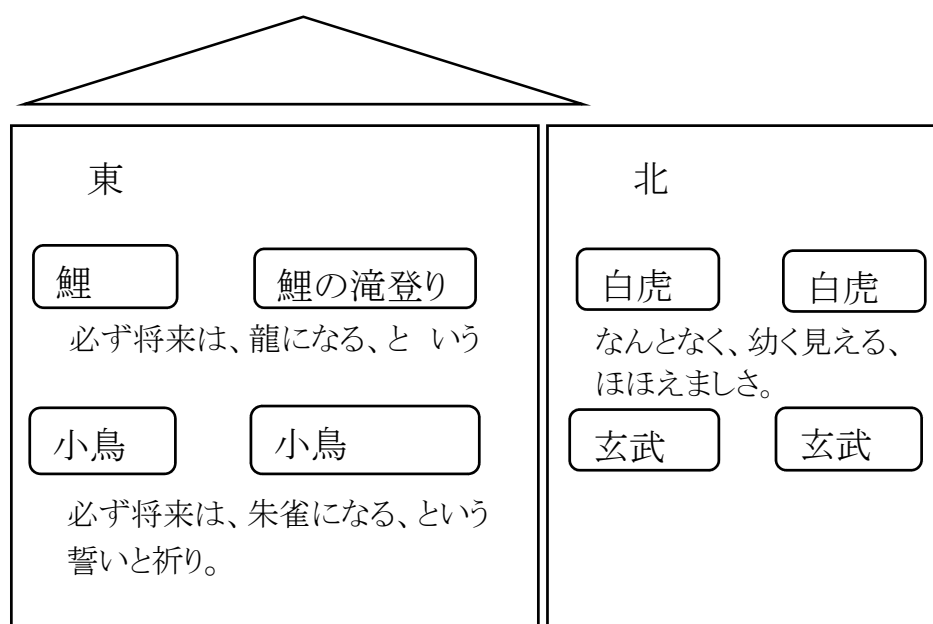 東
鯉
鯉の滝登り
必ず将来は、龍になる、と いう
小鳥
小鳥
必ず将来は、朱雀になる、という
誓いと祈り。
北
白虎
白虎
なんとなく、幼く見える、
ほほえましさ。
玄武
玄武